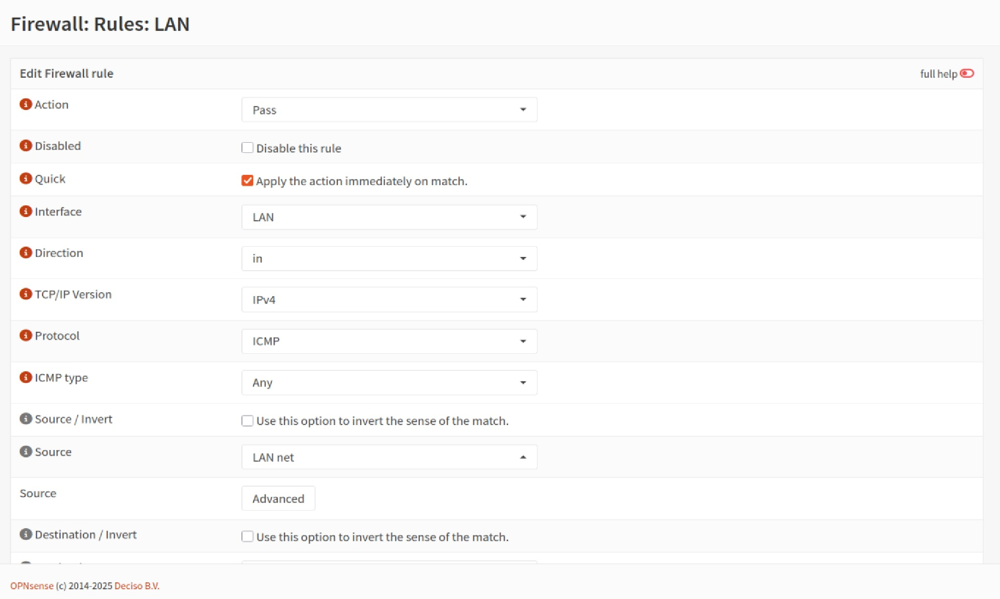 Firewall: Rules: LAN
Edit Firewall rule
full help
Action
Pass
Disabled
Disable this rule
Quick
Apply the action immediately on match.
Interface
LAN
Direction
in
TCP/IP Version
IPv4
Protocol
ICMP
ICMP type
Any
Source / Invert
Use this option to invert the sense of the match.
Source
LAN net
Source
Advanced
Destination / Invert
Use this option to invert the sense of the match.
OPNsense (c) 2014-2025 Deciso B.V.